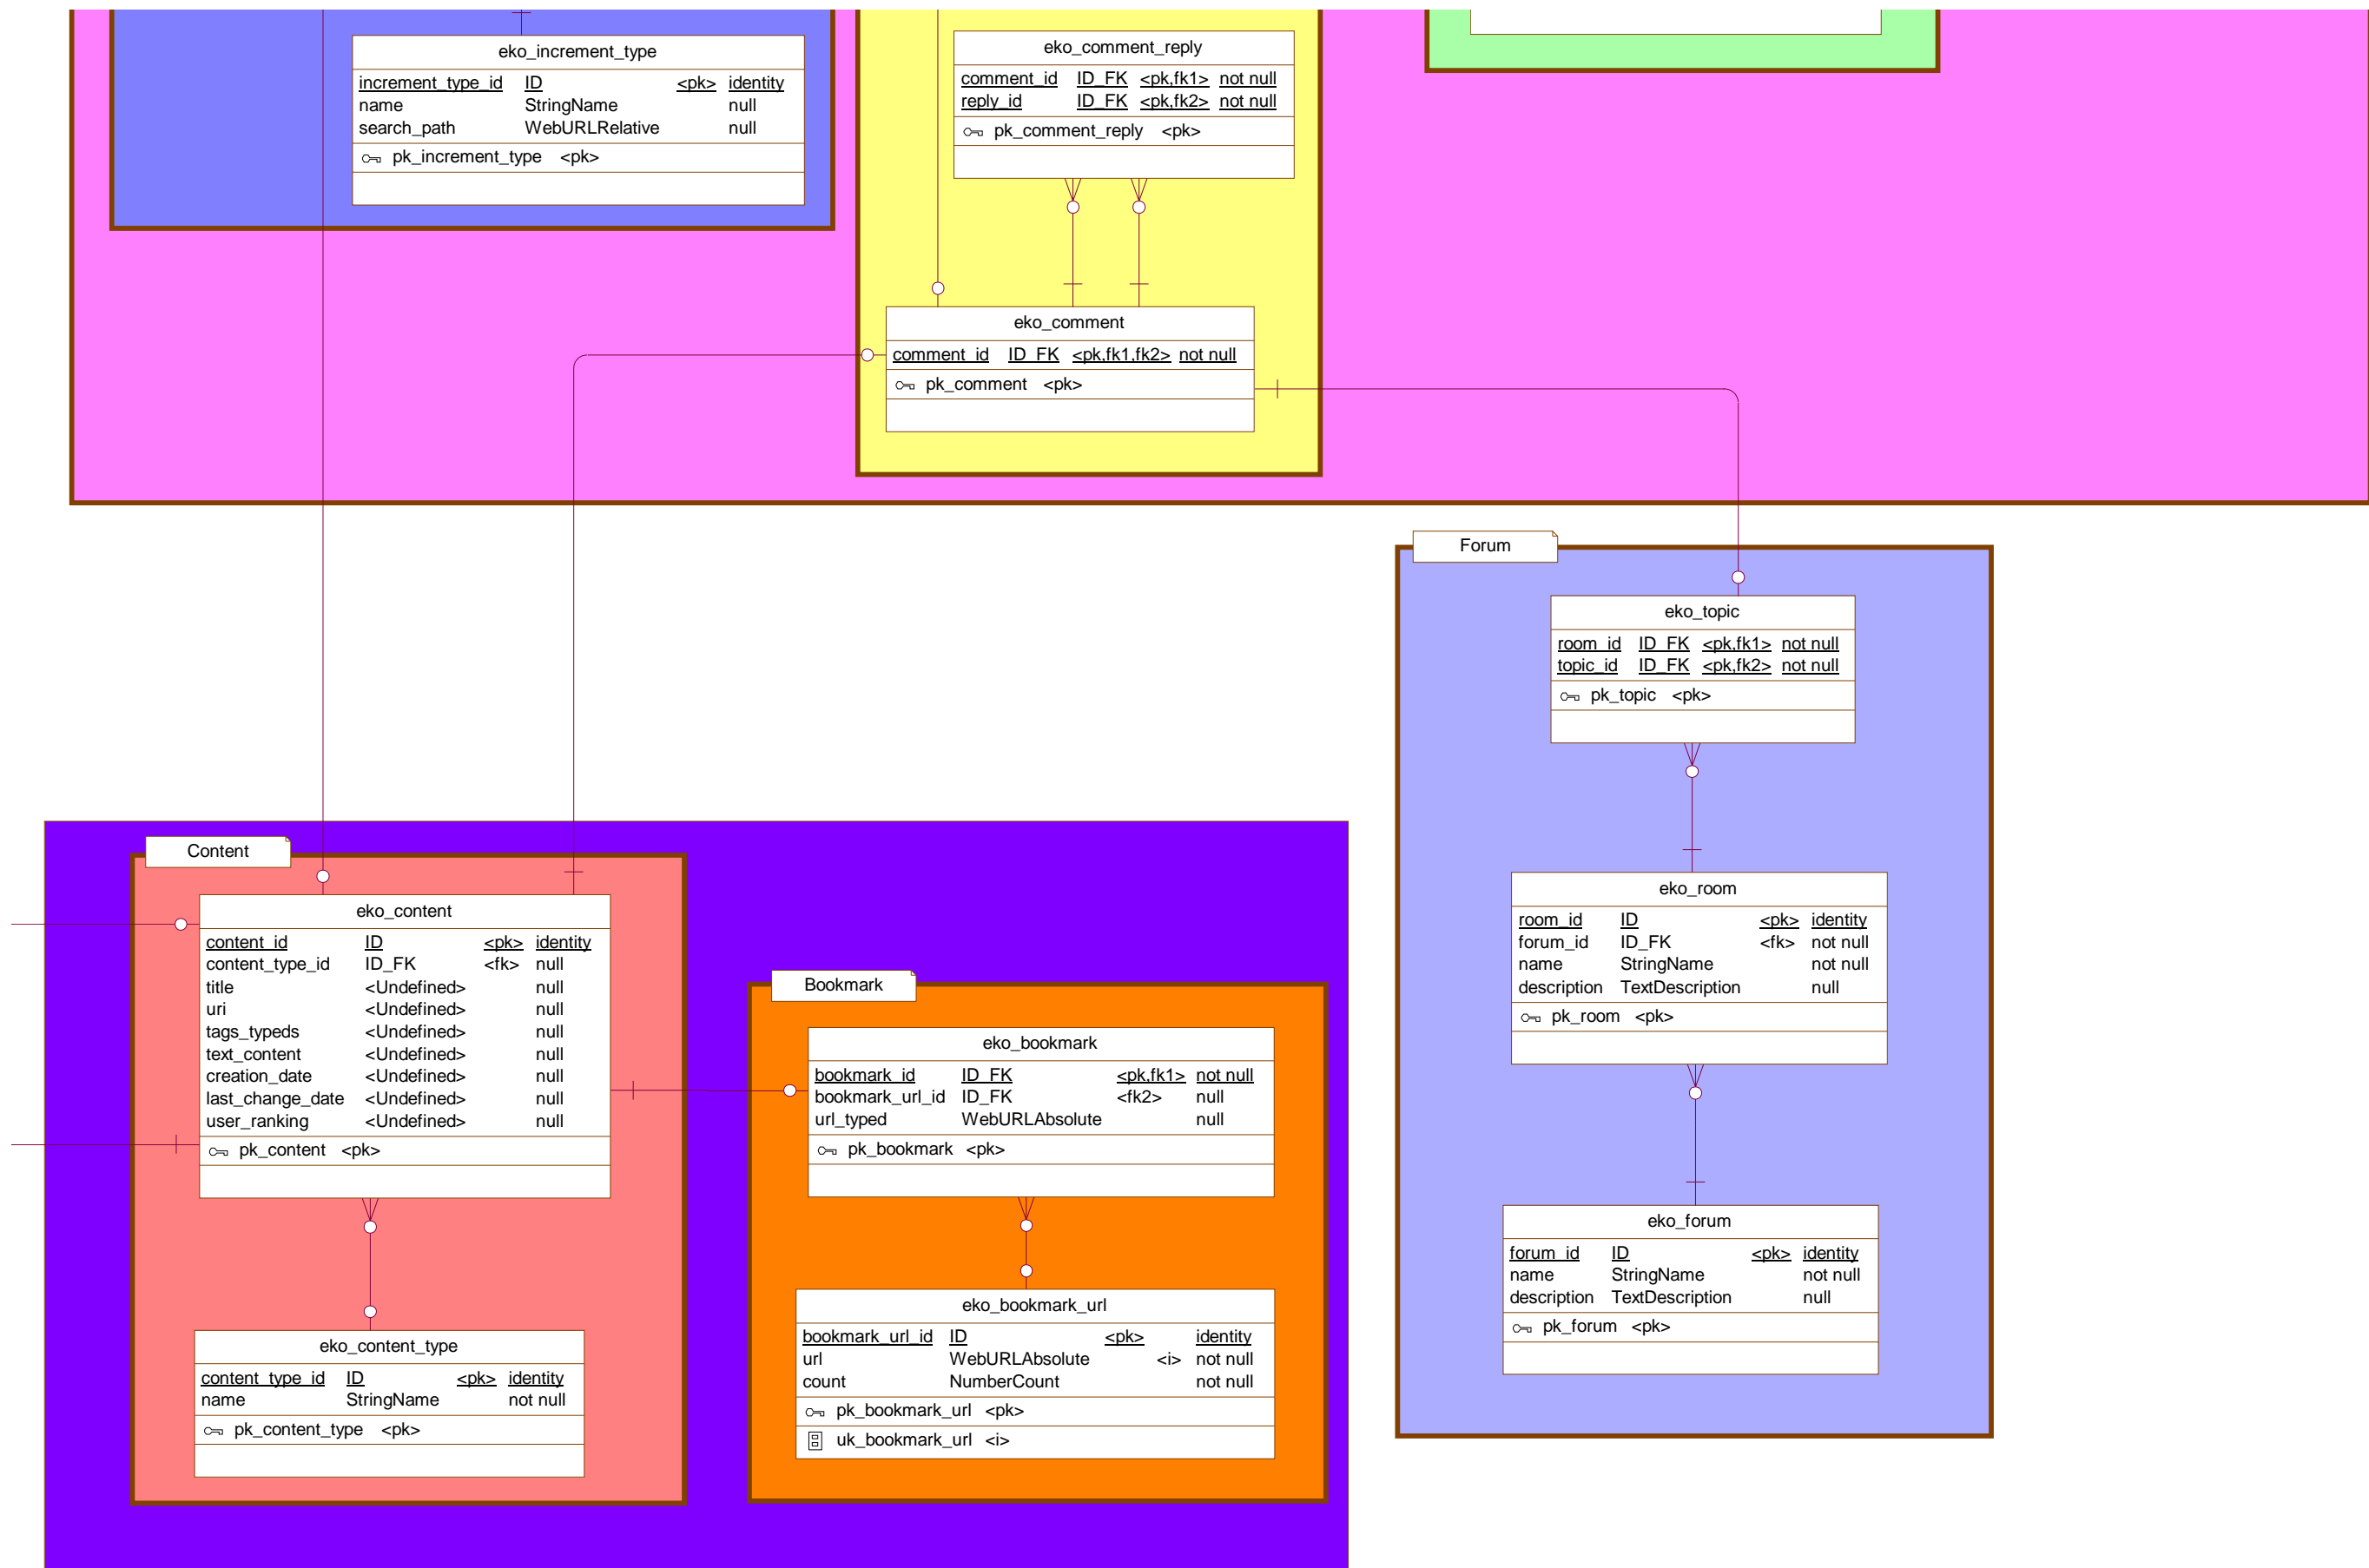 eko_increment_type
increment_type_id ID <pk> identity
name StringName null
search_path WebURLRelative null
pk_increment_type <pk>
eko_comment_reply
comment_id ID_FK <pk,fk1> not null
reply_id ID_FK <pk,fk2> not null
pk_comment_reply <pk>
eko_comment
comment_id ID_FK <pk,fk1,fk2> not null
pk_comment <pk>
Forum
eko_topic
room_id ID_FK <pk,fk1> not null
topic_id ID_FK <pk,fk2> not null
pk_topic <pk>
eko_room
room_id ID <pk> identity
forum_id ID_FK <fk> not null
name StringName not null
description TextDescription null
pk_room <pk>
eko_forum
forum_id ID <pk> identity
name StringName not null
description TextDescription null
pk_forum <pk>
Content
eko_content
content_id ID <pk> identity
content_type_id ID_FK <fk> null
title <Undefined> null
uri <Undefined> null
tags_typeds <Undefined> null
text_content <Undefined> null
creation_date <Undefined> null
last_change_date <Undefined> null
user_ranking <Undefined> null
pk_content <pk>
eko_content_type
content_type_id ID <pk> identity
name StringName not null
pk_content_type <pk>
Bookmark
eko_bookmark
bookmark_id ID_FK <pk,fk1> not null
bookmark_url_id ID_FK <fk2> null
url_typed WebURLAbsolute null
pk_bookmark <pk>
eko_bookmark_url
bookmark_url_id ID <pk> identity
url WebURLAbsolute <i> not null
count NumberCount not null
pk_bookmark_url <pk>
uk_bookmark_url <i>